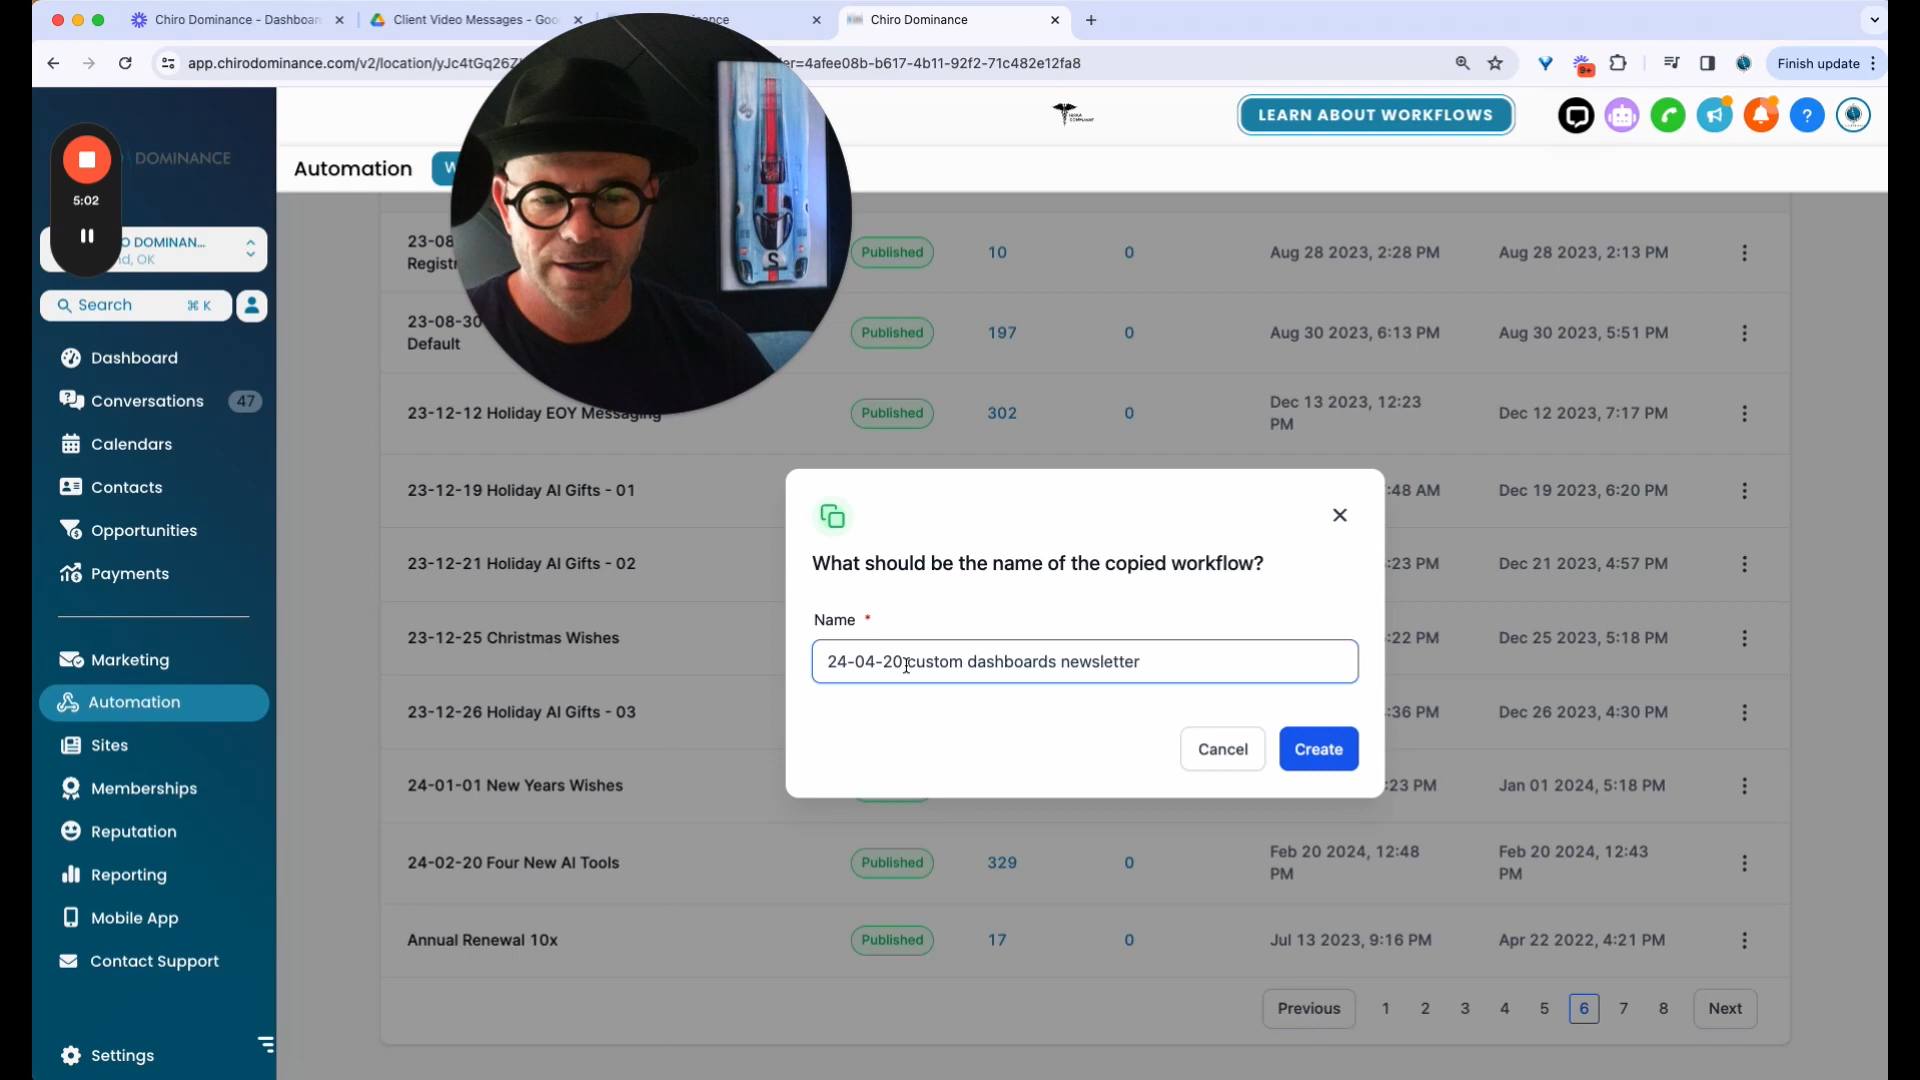 Chiro Dominance - Dashboar
Client Video Messages - Goo
nance
Chiro Dominance
app.chirodominance.com/v2/location/yJc4tGq26Z
er=4afee08b-b617-4b11-92f2-71c482e12fa8
9+
Finish update
5:02
DOMINANCE
O DOMINAN...
nd, OK
Search
⌘ K
LEARN ABOUT WORKFLOWS
?
Automation
W
Dashboard
Conversations
47
Calendars
Contacts
Opportunities
Payments
Marketing
Automation
Sites
Memberships
Reputation
Reporting
Mobile App
Contact Support
Settings
S
23-08
Registr
Published
10
0
Aug 28 2023, 2:28 PM
Aug 28 2023, 2:13 PM
23-08-30
Default
Published
197
0
Aug 30 2023, 6:13 PM
Aug 30 2023, 5:51 PM
23-12-12 Holiday EOY Messaging
Published
302
0
Dec 13 2023, 12:23
PM
Dec 12 2023, 7:17 PM
23-12-19 Holiday AI Gifts - 01
:48 AM
Dec 19 2023, 6:20 PM
23-12-21 Holiday AI Gifts - 02
:23 PM
Dec 21 2023, 4:57 PM
23-12-25 Christmas Wishes
:22 PM
Dec 25 2023, 5:18 PM
23-12-26 Holiday AI Gifts - 03
:36 PM
Dec 26 2023, 4:30 PM
24-01-01 New Years Wishes
:23 PM
Jan 01 2024, 5:18 PM
24-02-20 Four New AI Tools
Published
329
0
Feb 20 2024, 12:48
PM
Feb 20 2024, 12:43
PM
Annual Renewal 10x
Published
17
0
Jul 13 2023, 9:16 PM
Apr 22 2022, 4:21 PM
What should be the name of the copied workflow?
Name *
24-04-20 custom dashboards newsletter
Cancel
Create
Previous
1
2
3
4
5
6
7
8
Next